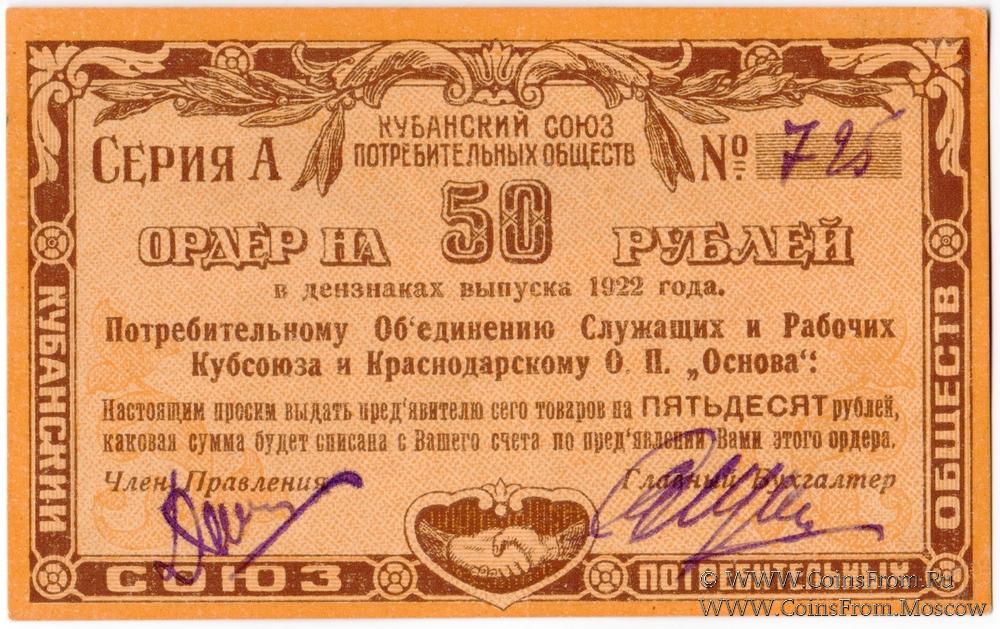 КУБАНСКИЙ СОЮЗ
ПОТРЕБИТЕЛЬНЫХ ОБЩЕСТВ
СЕРИЯ А
№ 725
ОРДЕР НА 50 РУБЛЕЙ
в дензнаках выпуска 1922 года.
Потребительному Об'единению Служащих и Рабочих
Кубсоюза и Краснодарскому О. П. „Основа":
Настоящим просим выдать пред'явителю сего товаров на ПЯТЬДЕСЯТ рублей,
каковая сумма будет списана с Вашего счета по пред'явлении Вами этого ордера.
Член Правления
Главный Бухгалтер
КУБАНСКИЙ
СОЮЗ
ПОТРЕБИТЕЛЬНЫХ
ОБЩЕСТВ
© WWW.CoinsFrom.Ru
WWW.CoinsFrom.Moscow